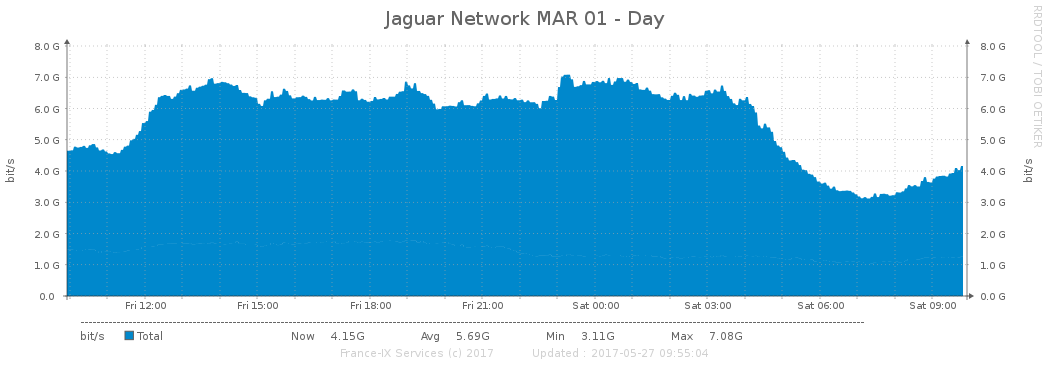 Jaguar Network MAR 01 - Day
RRDTOOL / TOBI OETIKER
bit/s
8.0 G
7.0 G
6.0 G
5.0 G
4.0 G
3.0 G
2.0 G
1.0 G
0.0
8.0 G
7.0 G
6.0 G
5.0 G
4.0 G
3.0 G
2.0 G
1.0 G
0.0 G
bit/s
Fri 12:00 Fri 15:00 Fri 18:00 Fri 21:00 Sat 00:00 Sat 03:00 Sat 06:00 Sat 09:00
bit/s Total Now 4.15G Avg 5.69G Min 3.11G Max 7.08G
France-IX Services (c) 2017 Updated : 2017-05-27 09:55:04